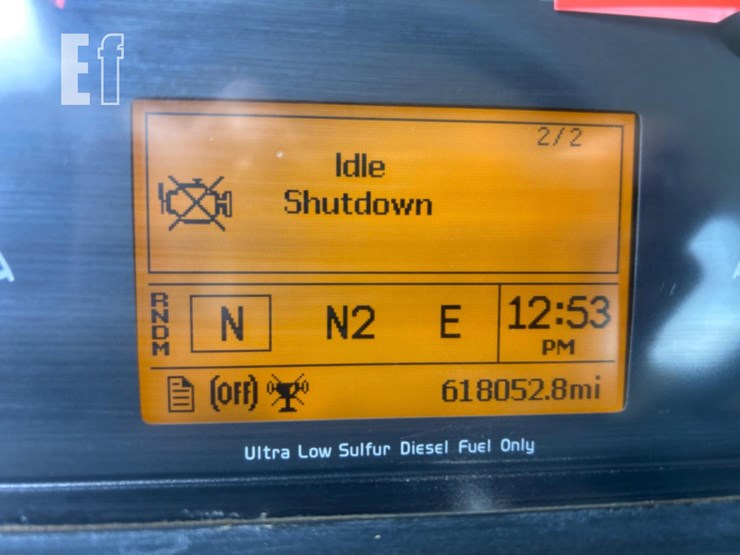 Ef
2/2
Idle
Shutdown
RNDM
N N2 E
12:53
PM
(OFF)
618052.8mi
Ultra Low Sulfur Diesel Fuel Only